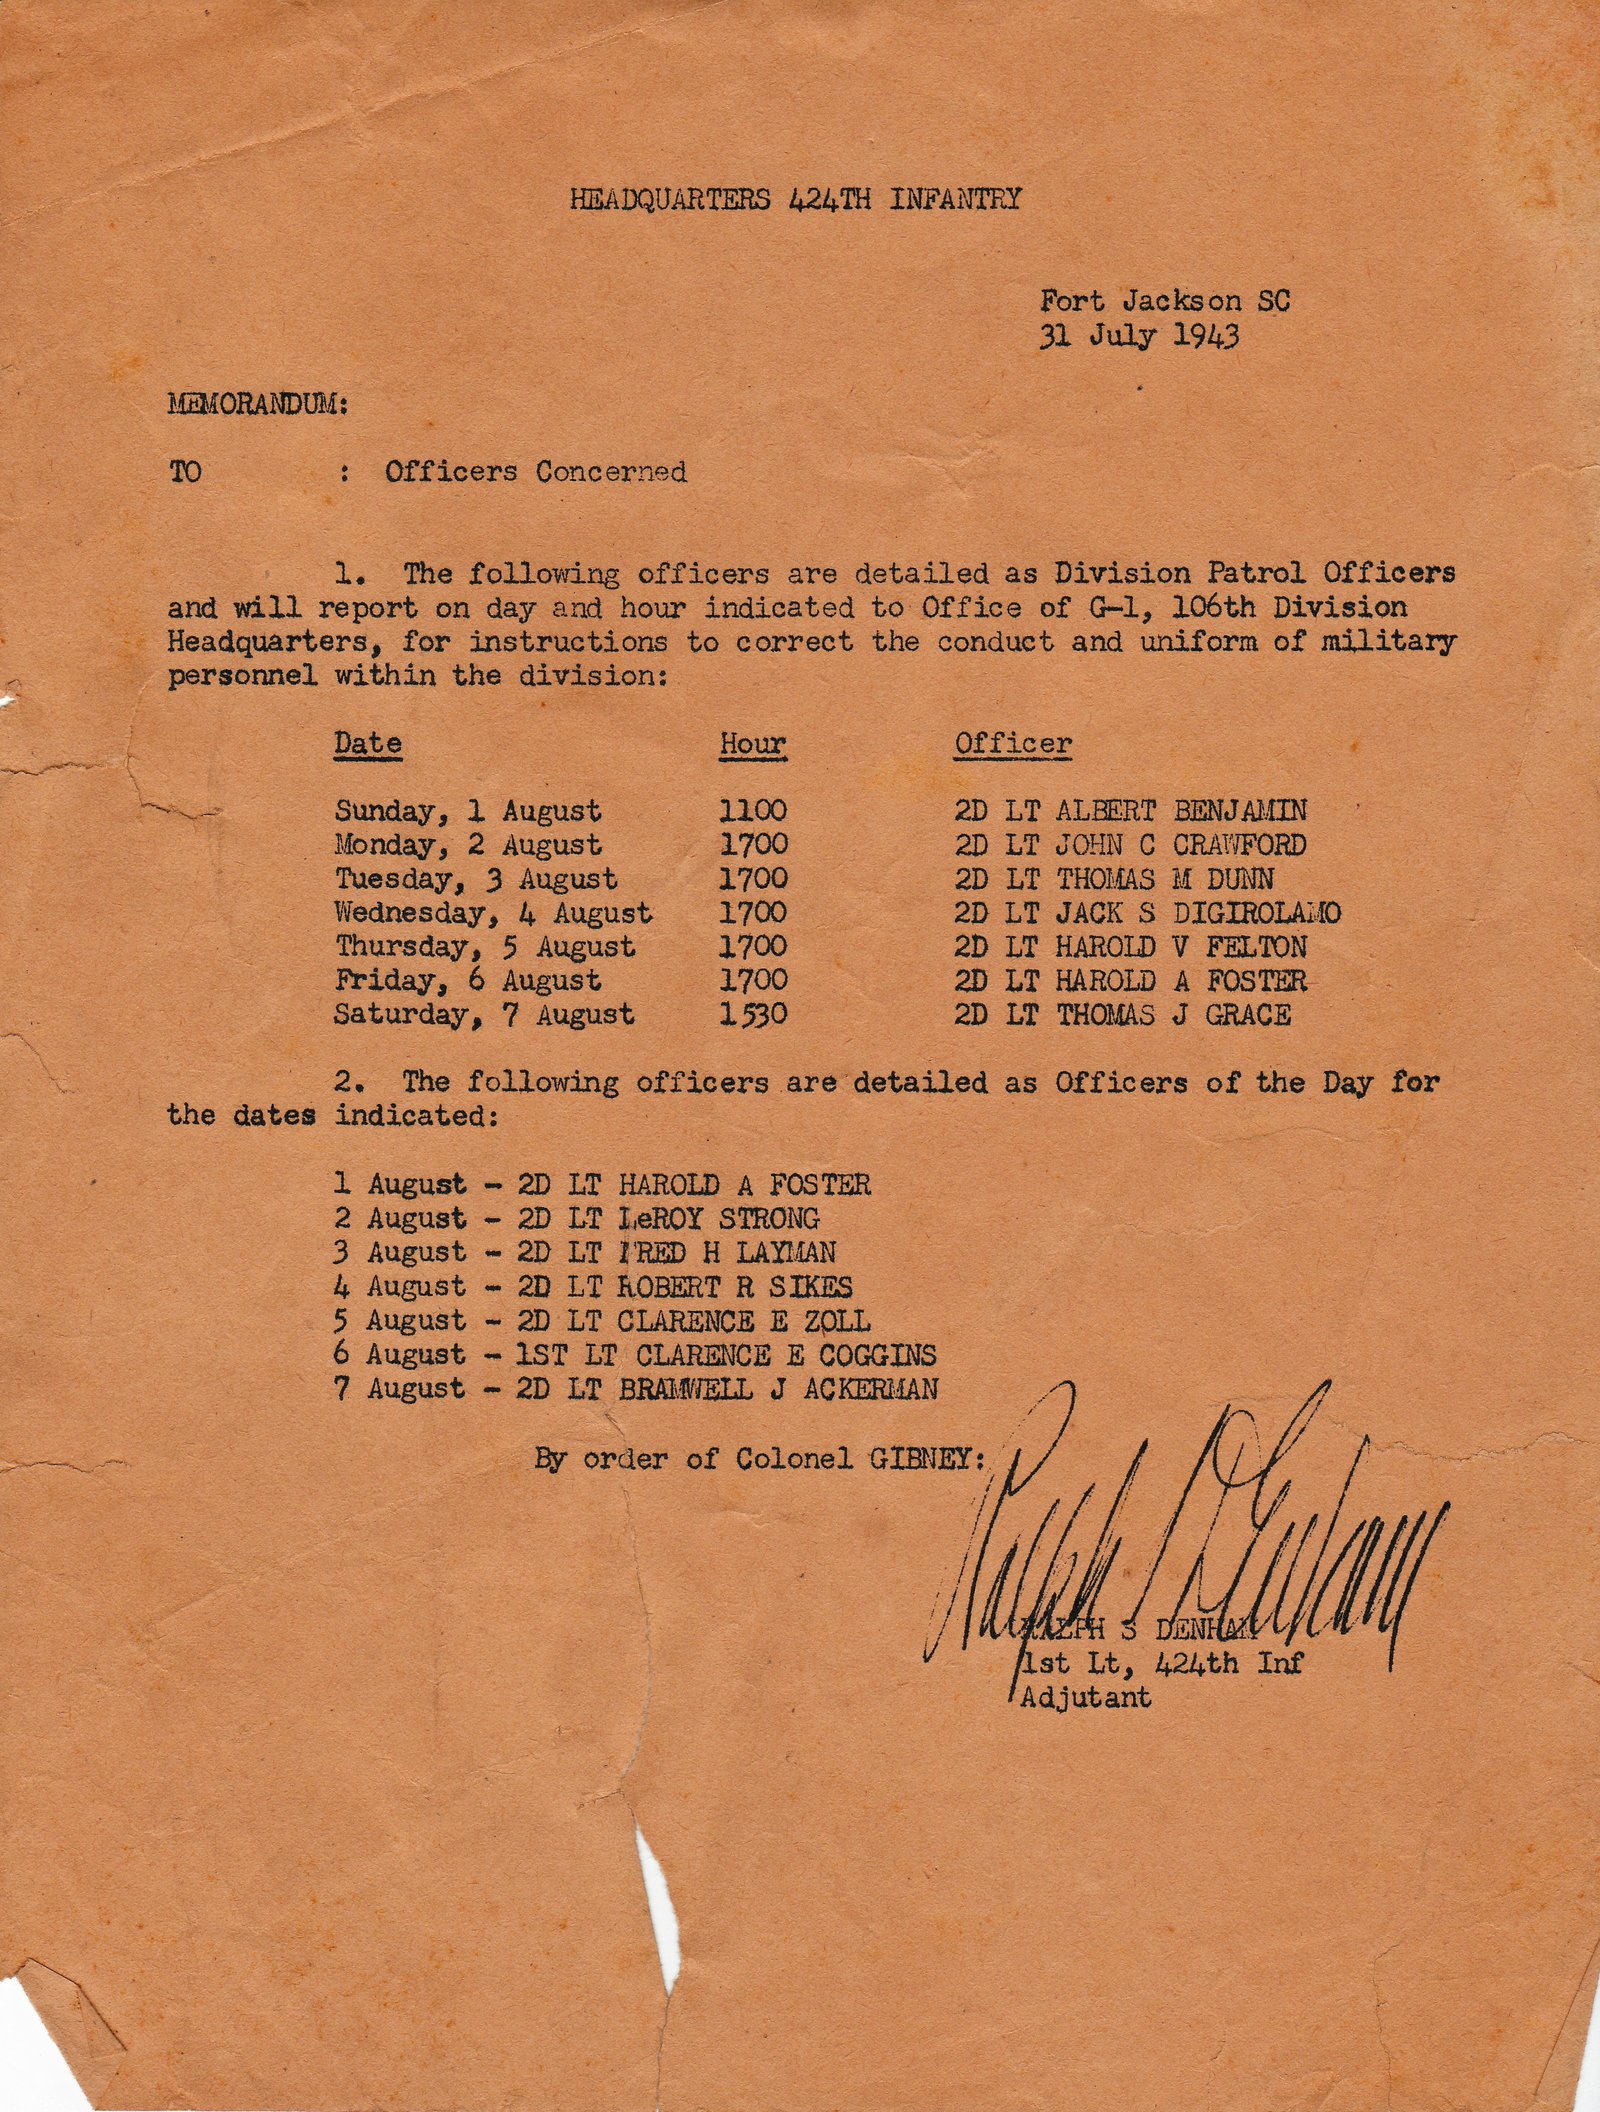 HEADQUARTERS 424TH INFANTRY
Fort Jackson SC
31 July 1943
MEMORANDUM:
TO : Officers Concerned
1. The following officers are detailed as Division Patrol Officers
and will report on day and hour indicated to Office of G-1, 106th Division
Headquarters, for instructions to correct the conduct and uniform of military
personnel within the division:
Date Hour Officer
Sunday, 1 August 1100 2D LT ALBERT BENJAMIN
Monday, 2 August 1700 2D LT JOHN C CRAWFORD
Tuesday, 3 August 1700 2D LT THOMAS M DUNN
Wednesday, 4 August 1700 2D LT JACK S DIGIROLAMO
Thursday, 5 August 1700 2D LT HAROLD V FELTON
Friday, 6 August 1700 2D LT HAROLD A FOSTER
Saturday, 7 August 1530 2D LT THOMAS J GRACE
2. The following officers are detailed as Officers of the Day for
the dates indicated:
1 August - 2D LT HAROLD A FOSTER
2 August - 2D LT LeROY STRONG
3 August - 2D LT FRED H LAYMAN
4 August - 2D LT ROBERT R SIKES
5 August - 2D LT CLARENCE E ZOLL
6 August - 1ST LT CLARENCE E COGGINS
7 August - 2D LT BRAMWELL J ACKERMAN
By order of Colonel GIBNEY:
Ralph S Denham
RALPH S DENHAM
1st Lt, 424th Inf
Adjutant